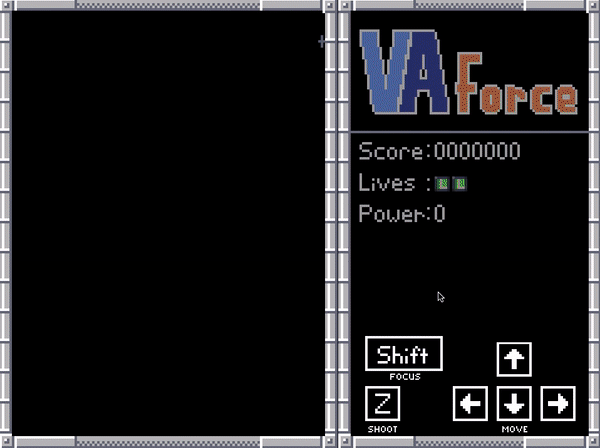 VA Force
Score:0000000
Lives :
Power:0
Shift
FOCUS
Z
SHOOT
MOVE